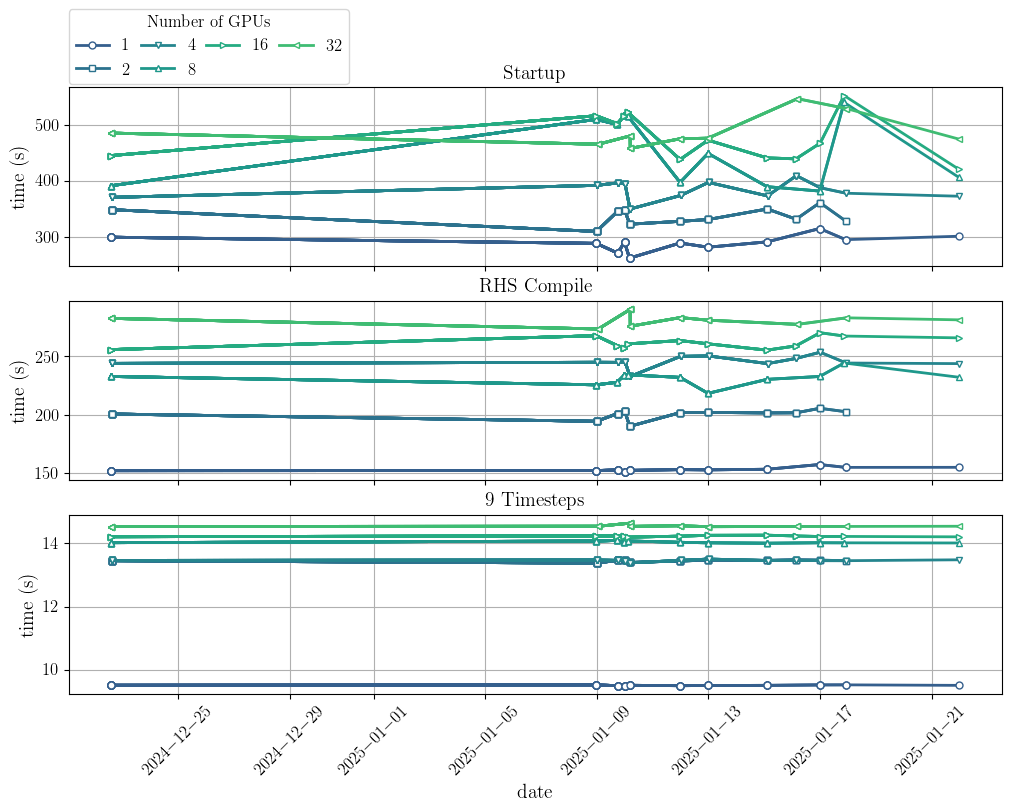 Number of GPUs
1 4 16 32
2 8
Startup
500
400
300
time (s)
RHS Compile
250
200
150
time (s)
9 Timesteps
14
12
10
time (s)
2024−12−25
2024−12−29
2025−01−01
2025−01−05
2025−01−09
2025−01−13
2025−01−17
2025−01−21
date